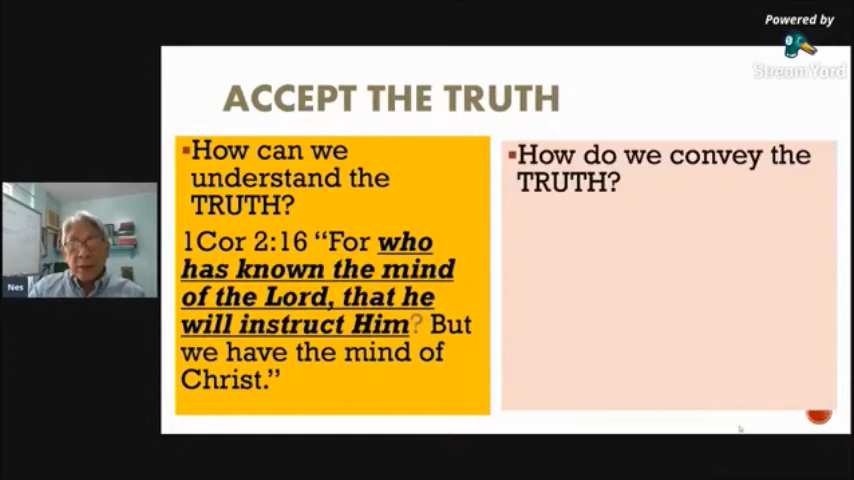 Powered by
StreamYard
ACCEPT THE TRUTH
▪How can we
understand the
TRUTH?
1Cor 2:16 “For who
has known the mind
of the Lord, that he
will instruct Him? But
we have the mind of
Christ.”
▪How do we convey the
TRUTH?
Nes